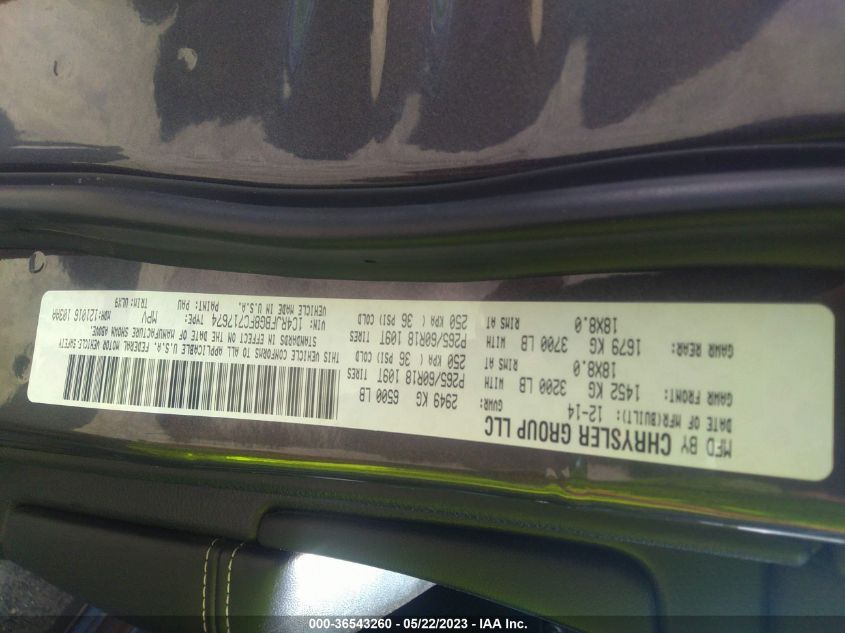 MFD BY CHRYSLER GROUP LLC
DATE OF MFR(BUILT): 12-14 GVWR: 2949 KG 6500 LB
GAWR FRONT: 1452 KG 3200 LB WITH P265/60R18 109T TIRES
18X8.0 RIMS AT 250 KPA ( 36 PSI) COLD
GAWR REAR: 1679 KG 3700 LB WITH P265/60R18 109T TIRES
18X8.0 RIMS AT 250 KPA ( 36 PSI) COLD
THIS VEHICLE CONFORMS TO ALL APPLICABLE U.S.A. FEDERAL MOTOR VEHICLE SAFETY
STANDARDS IN EFFECT ON THE DATE OF MANUFACTURE SHOWN ABOVE.
VIN: 1C4RJFBG8FC717674 TYPE: MPV MDH:121016 103AA
VEHICLE MADE IN U.S.A. PAINT: PAU TRIM:ULX9
000-36543260 - 05/22/2023 - IAA Inc.